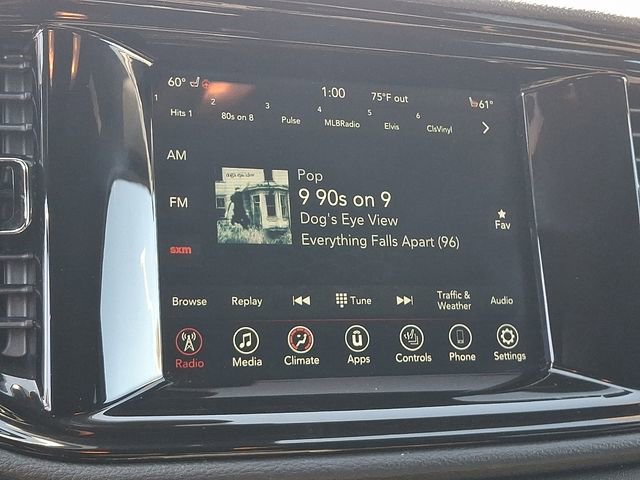 60° 1:00 75°F out 61°
1 2 3 4 5 6
Hits 1 80s on 8 Pulse MLBRadio Elvis ClsVinyl
AM
FM
sxm
Pop
9 90s on 9
Dog's Eye View
Everything Falls Apart (96)
Fav
Browse Replay Tune Traffic &
Weather Audio
Radio Media Climate Apps Controls Phone Settings